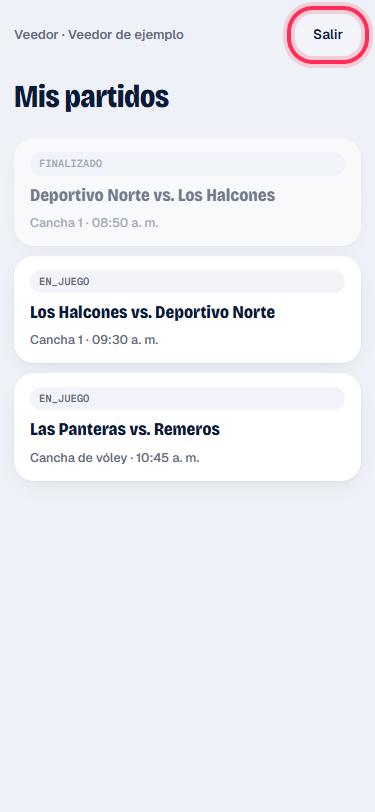 Veedor · Veedor de ejemplo
Salir
Mis partidos
FINALIZADO
Deportivo Norte vs. Los Halcones
Cancha 1 · 08:50 a. m.
EN_JUEGO
Los Halcones vs. Deportivo Norte
Cancha 1 · 09:30 a. m.
EN_JUEGO
Las Panteras vs. Remeros
Cancha de vóley · 10:45 a. m.